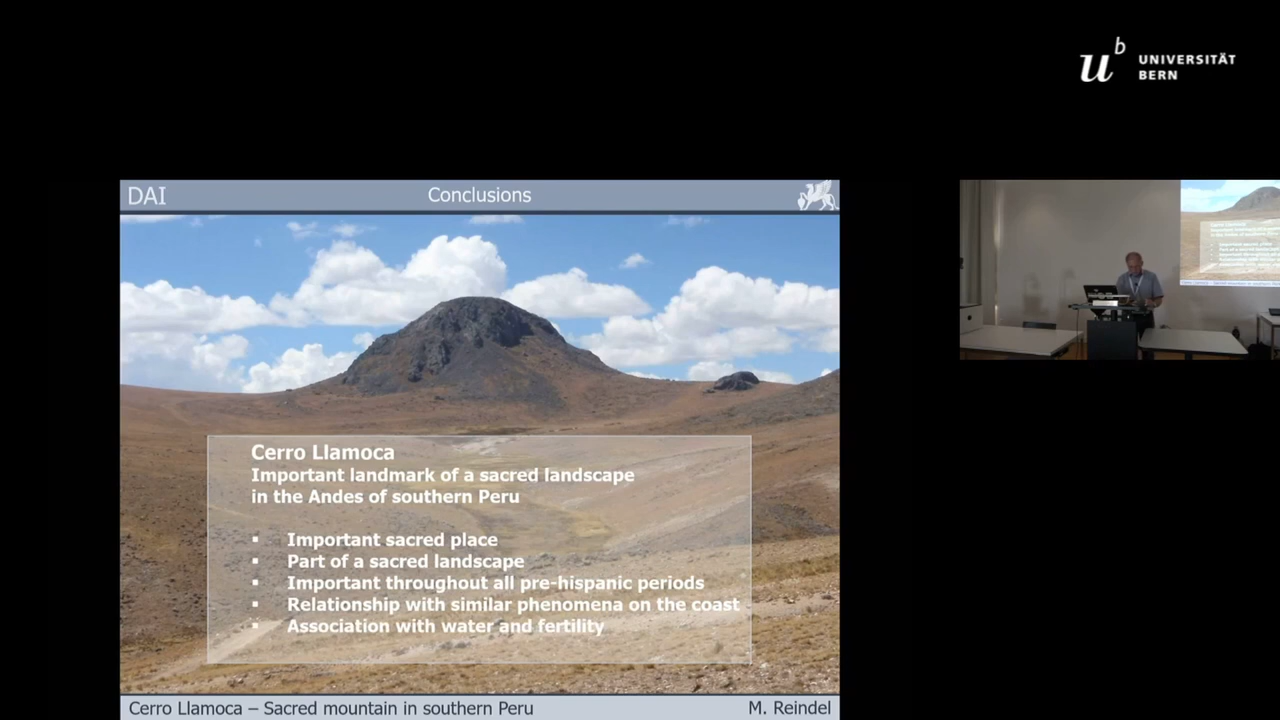 u^b UNIVERSITÄT
BERN
DAI Conclusions
Cerro Llamoca
Important landmark of a sacred landscape
in the Andes of southern Peru
▪ Important sacred place
▪ Part of a sacred landscape
▪ Important throughout all pre-hispanic periods
▪ Relationship with similar phenomena on the coast
▪ Association with water and fertility
Cerro Llamoca – Sacred mountain in southern Peru M. Reindel